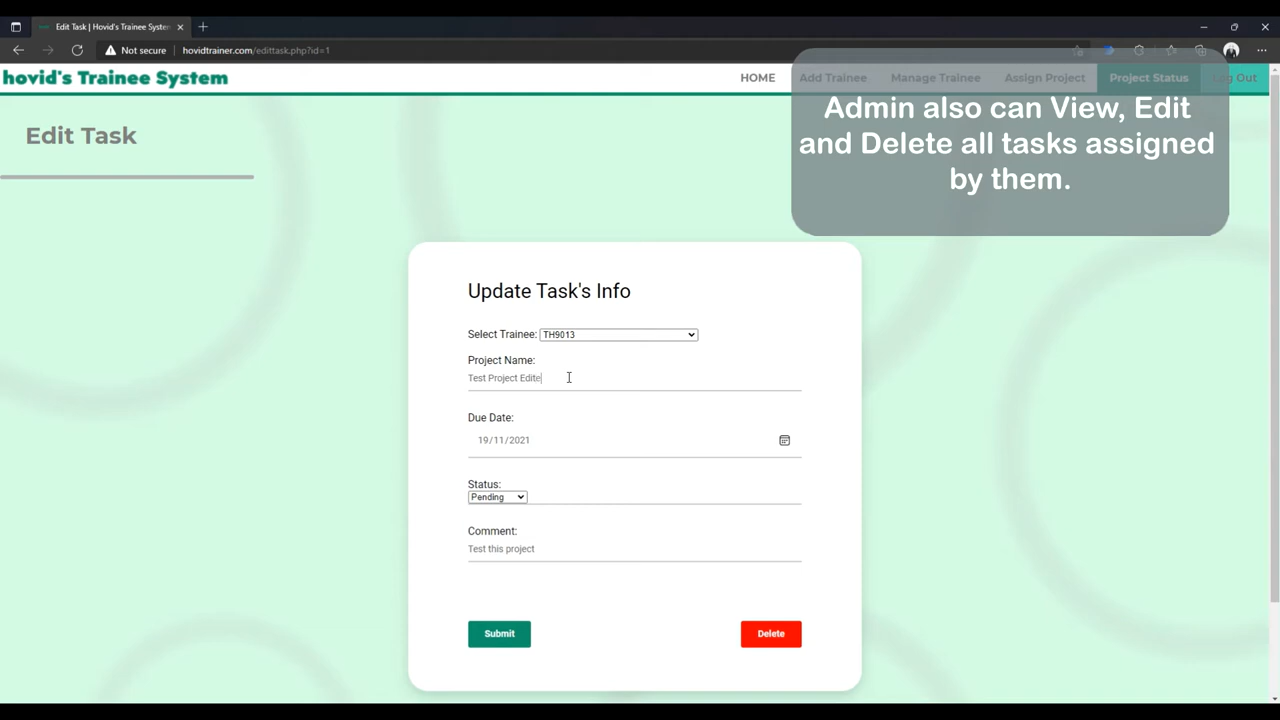 Edit Task | Hovid's Trainee System
Not secure
hovidtrainer.com/edittask.php?id=1
hovid's Trainee System
HOME
Add Trainee
Manage Trainee
Assign Project
Project Status
Log Out
Admin also can View, Edit
and Delete all tasks assigned
by them.
Edit Task
Update Task's Info
Select Trainee: TH9013
Project Name:
Test Project Edite
Due Date:
19/11/2021
Status:
Pending
Comment:
Test this project
Submit
Delete